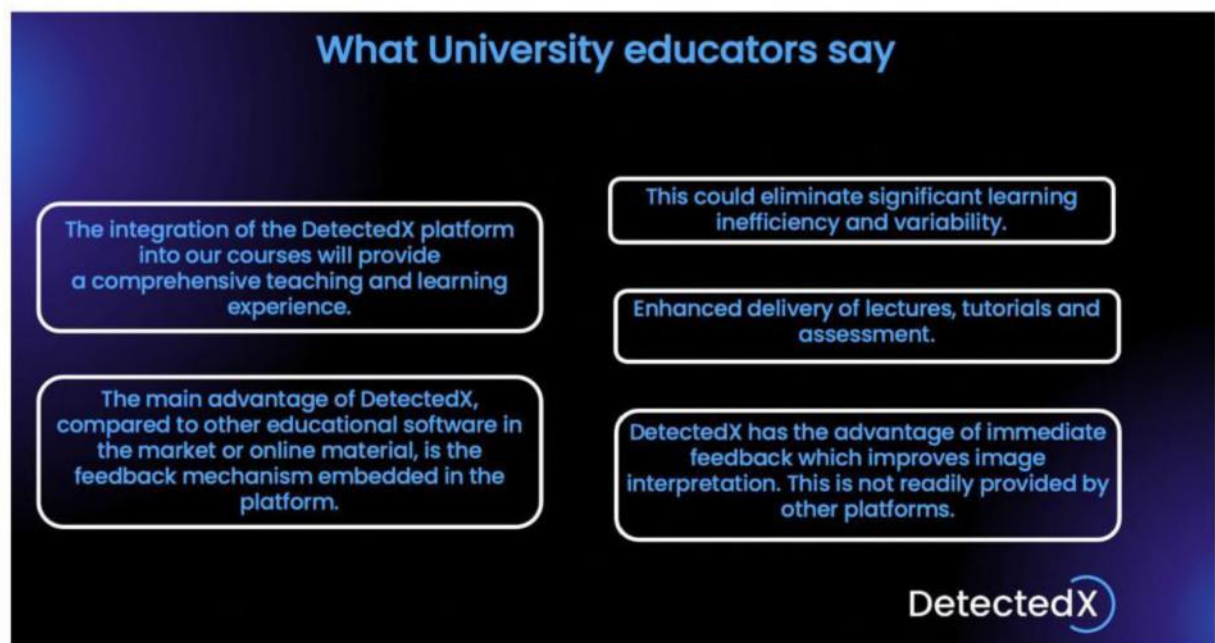 What University educators say
The integration of the DetectedX platform
into our courses will provide
a comprehensive teaching and learning
experience.
The main advantage of DetectedX,
compared to other educational software in
the market or online material, is the
feedback mechanism embedded in the
platform.
This could eliminate significant learning
inefficiency and variability.
Enhanced delivery of lectures, tutorials and
assessment.
DetectedX has the advantage of immediate
feedback which improves image
interpretation. This is not readily provided by
other platforms.
DetectedX